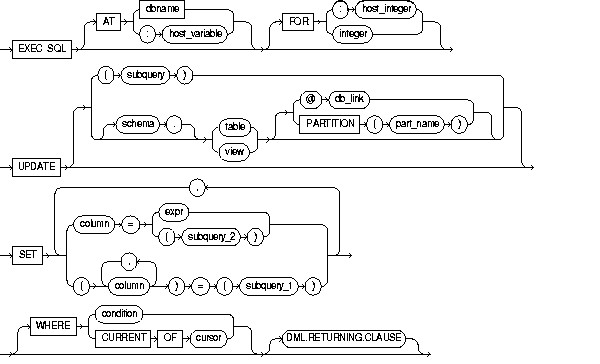 AT dbname FOR : host_integer
EXEC SQL : host_variable integer
( subquery ) @ db_link
schema . table PARTITION ( part_name )
UPDATE view
,
SET column = expr
( subquery_2 )
,
( column ) = ( subquery_1 )
WHERE condition
CURRENT OF cursor DML.RETURNING.CLAUSE